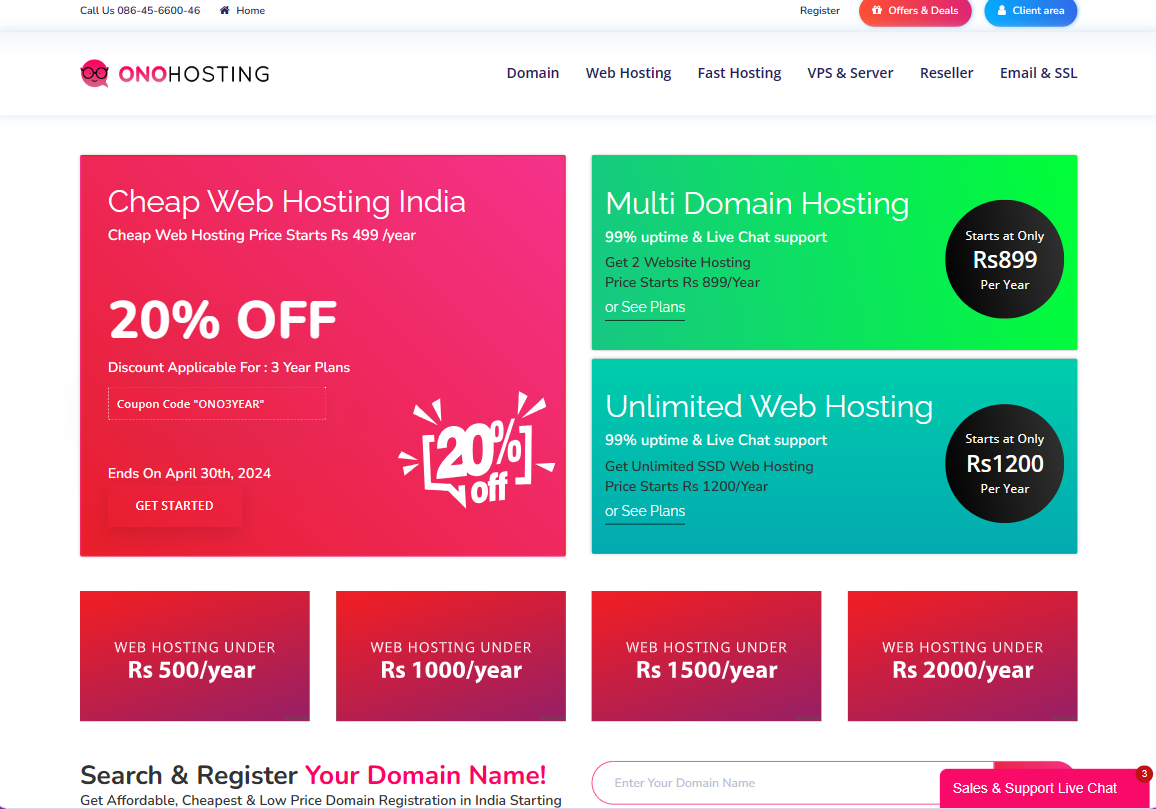 Call Us 086-45-6600-46 Home
Register Offers & Deals Client area
ONOHOSTING
Domain Web Hosting Fast Hosting VPS & Server Reseller Email & SSL
Cheap Web Hosting India
Cheap Web Hosting Price Starts Rs 499 /year
20% OFF
Discount Applicable For : 3 Year Plans
Coupon Code "ONO3YEAR"
Ends On April 30th, 2024
GET STARTED
20%
off
Multi Domain Hosting
99% uptime & Live Chat support
Get 2 Website Hosting
Price Starts Rs 899/Year
or See Plans
Starts at Only
Rs899
Per Year
Unlimited Web Hosting
99% uptime & Live Chat support
Get Unlimited SSD Web Hosting
Price Starts Rs 1200/Year
or See Plans
Starts at Only
Rs1200
Per Year
WEB HOSTING UNDER
Rs 500/year
WEB HOSTING UNDER
Rs 1000/year
WEB HOSTING UNDER
Rs 1500/year
WEB HOSTING UNDER
Rs 2000/year
Search & Register Your Domain Name!
Get Affordable, Cheapest & Low Price Domain Registration in India Starting
Enter Your Domain Name
Sales & Support Live Chat
3